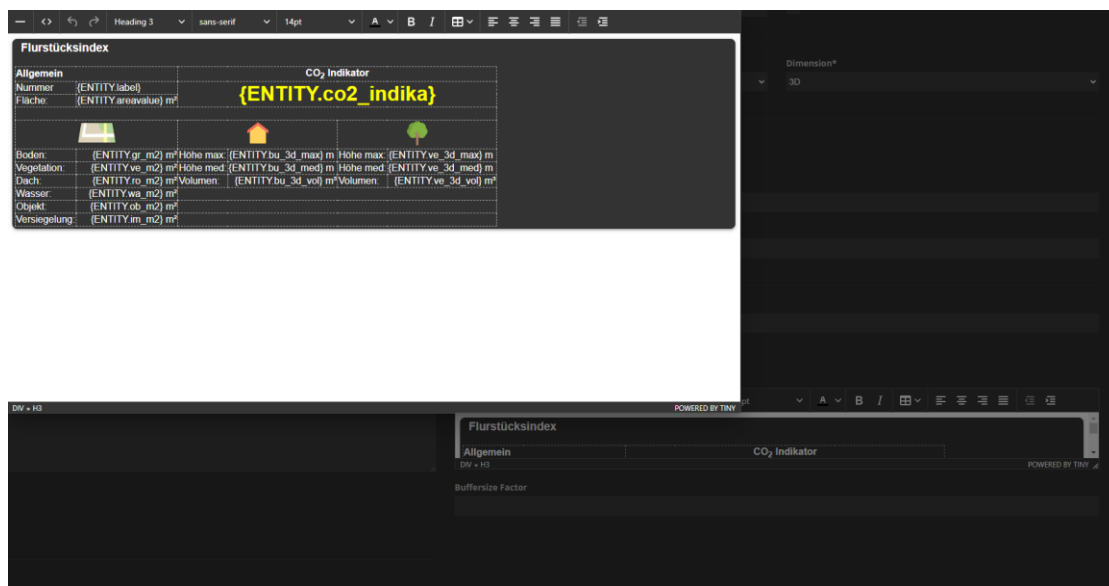 Heading 3 sans-serif 14pt A B I
Flurstücksindex
Allgemein CO₂ Indikator
Nummer {ENTITY.label} {ENTITY.co2_indika}
Fläche: {ENTITY.areavalue} m²
Boden: {ENTITY.gr_m2} m² Höhe max: {ENTITY.bu_3d_max} m Höhe max: {ENTITY.ve_3d_max} m
Vegetation: {ENTITY.ve_m2} m² Höhe med: {ENTITY.bu_3d_med} m Höhe med: {ENTITY.ve_3d_med} m
Dach: {ENTITY.ro_m2} m² Volumen: {ENTITY.bu_3d_vol} m³ Volumen: {ENTITY.ve_3d_vol} m³
Wasser: {ENTITY.wa_m2} m²
Objekt: {ENTITY.ob_m2} m²
Versiegelung: {ENTITY.im_m2} m²
DIV » H3 POWERED BY TINY
Dimension*
3D
pt A B I
Flurstücksindex
Allgemein CO₂ Indikator
DIV » H3 POWERED BY TINY
Buffersize Factor